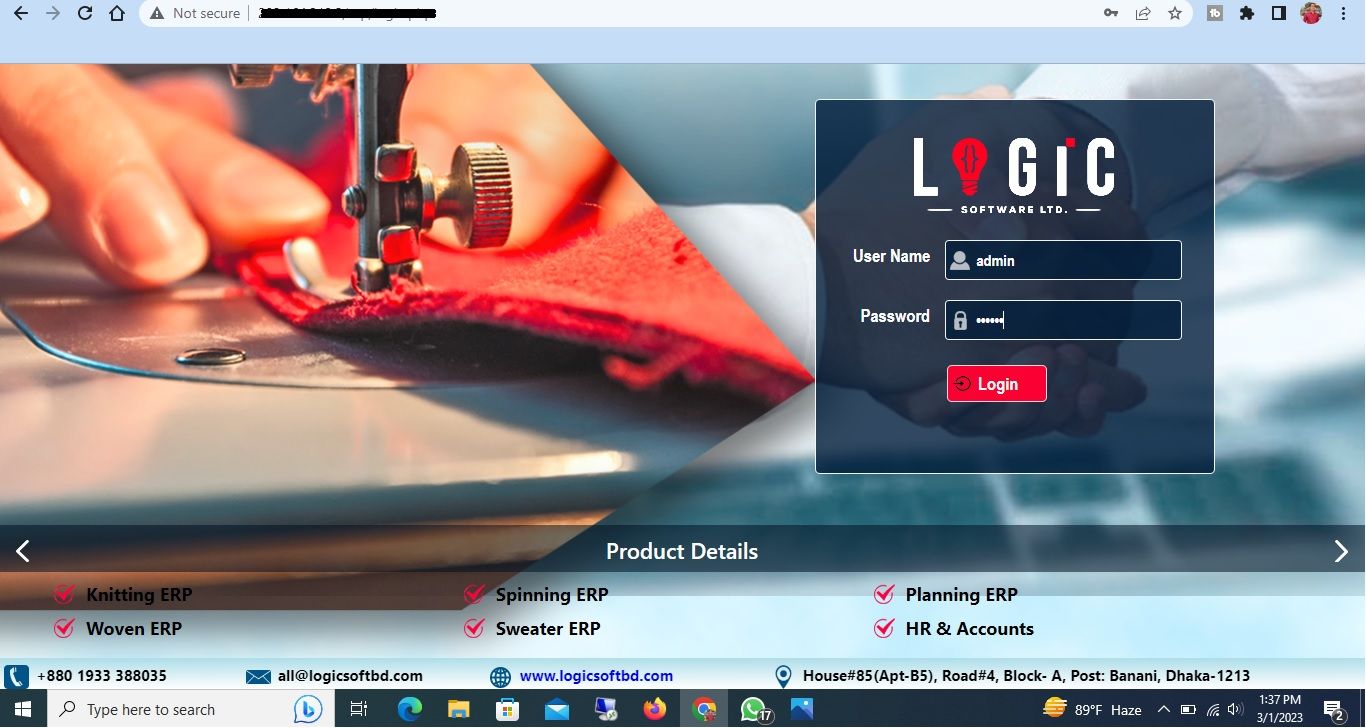 Not secure
LOGiC
SOFTWARE LTD.
User Name
admin
Password
••••••
Login
Product Details
Knitting ERP
Spinning ERP
Planning ERP
Woven ERP
Sweater ERP
HR & Accounts
+880 1933 388035
all@logicsoftbd.com
www.logicsoftbd.com
House#85(Apt-B5), Road#4, Block- A, Post: Banani, Dhaka-1213
Type here to search
17
89°F Haze
1:37 PM
3/1/2023
2